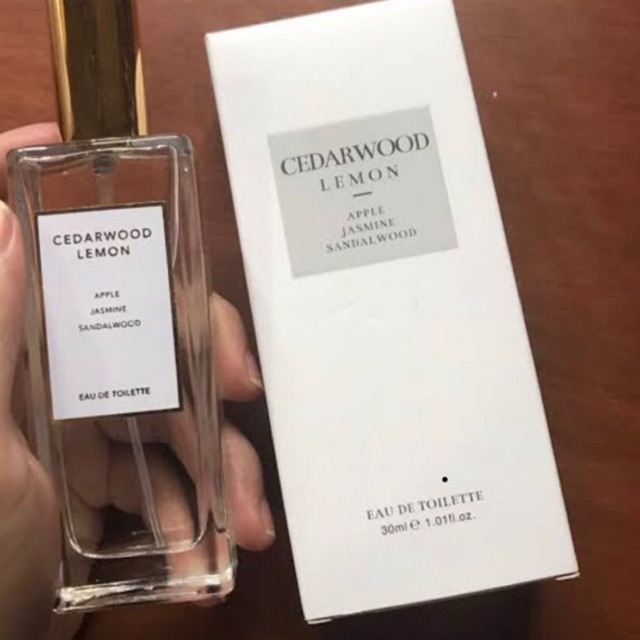 CEDARWOOD
LEMON
APPLE
JASMINE
SANDALWOOD
EAU DE TOILETTE
CEDARWOOD
LEMON
APPLE
JASMINE
SANDALWOOD
EAU DE TOILETTE
30ml ℮ 1.01fl.oz.